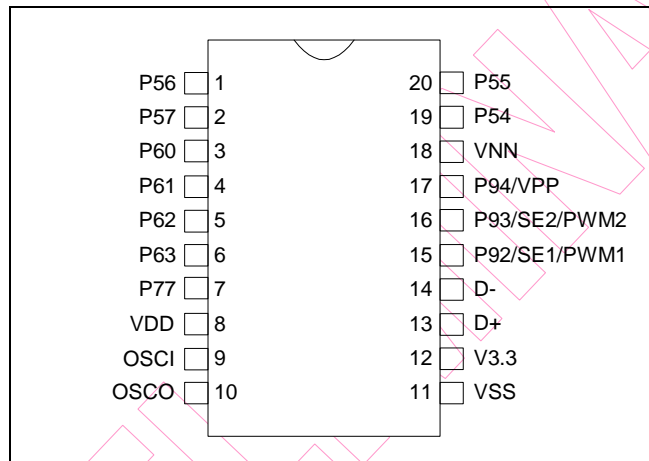 P56 1 20 P55
P57 2 19 P54
P60 3 18 VNN
P61 4 17 P94/VPP
P62 5 16 P93/SE2/PWM2
P63 6 15 P92/SE1/PWM1
P77 7 14 D-
VDD 8 13 D+
OSCI 9 12 V3.3
OSCO 10 11 VSS